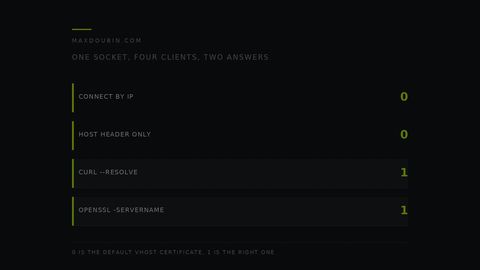 MAXDOURIN.COM
ONE SOCKET, FOUR CLIENTS, TWO ANSWERS
CONNECT BY IP 0
HOST HEADER ONLY 0
CURL --RESOLVE 1
OPENSSL -SERVERNAME 1
0 IS THE DEFAULT VHOST CERTIFICATE, 1 IS THE RIGHT ONE